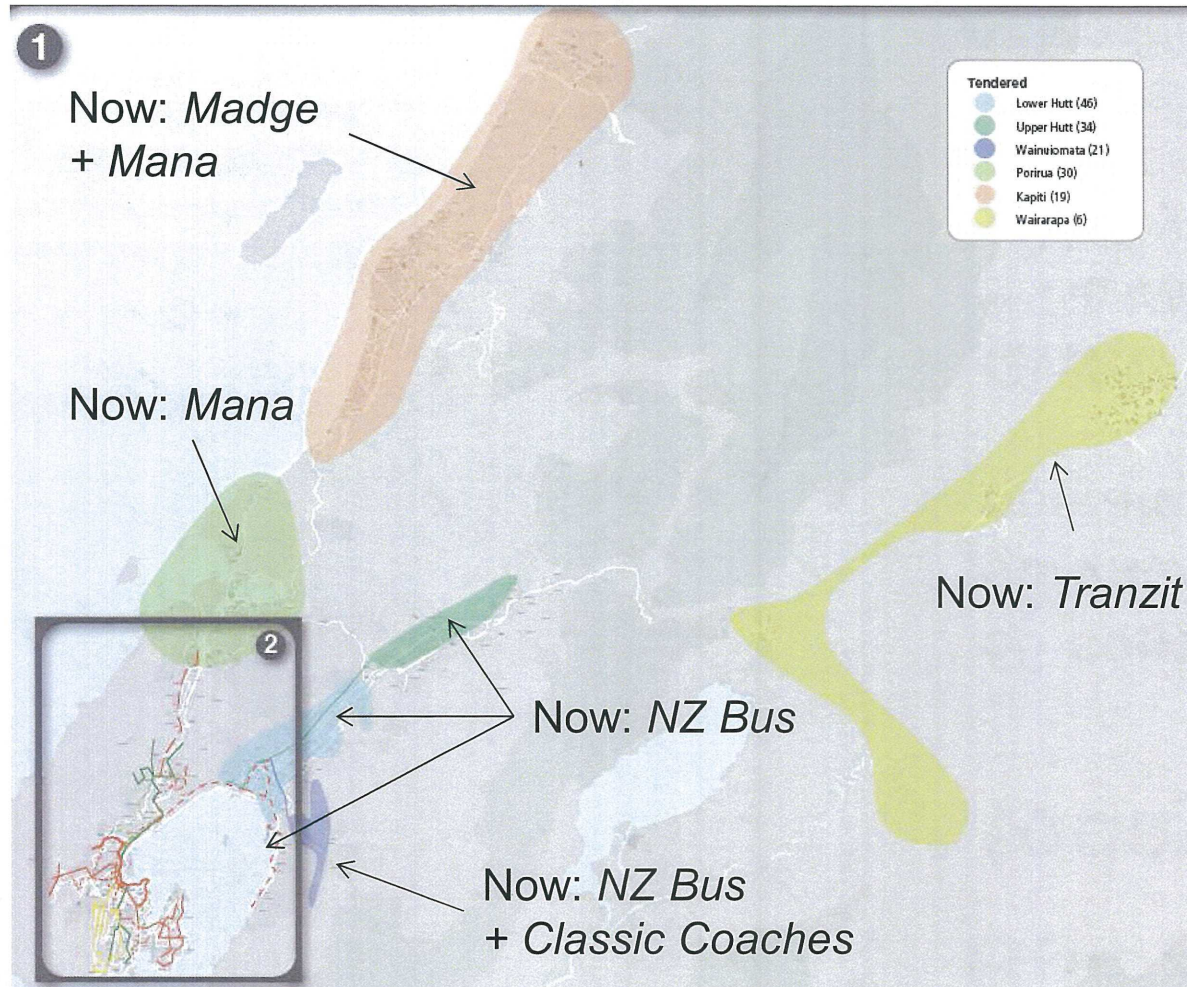 1
Now: Madge
+ Mana
Tendered
Lower Hutt (46)
Upper Hutt (34)
Wainuiomata (21)
Porirua (30)
Kapiti (19)
Wairarapa (6)
Now: Mana
Now: Tranzit
2
Now: NZ Bus
Now: NZ Bus
+ Classic Coaches